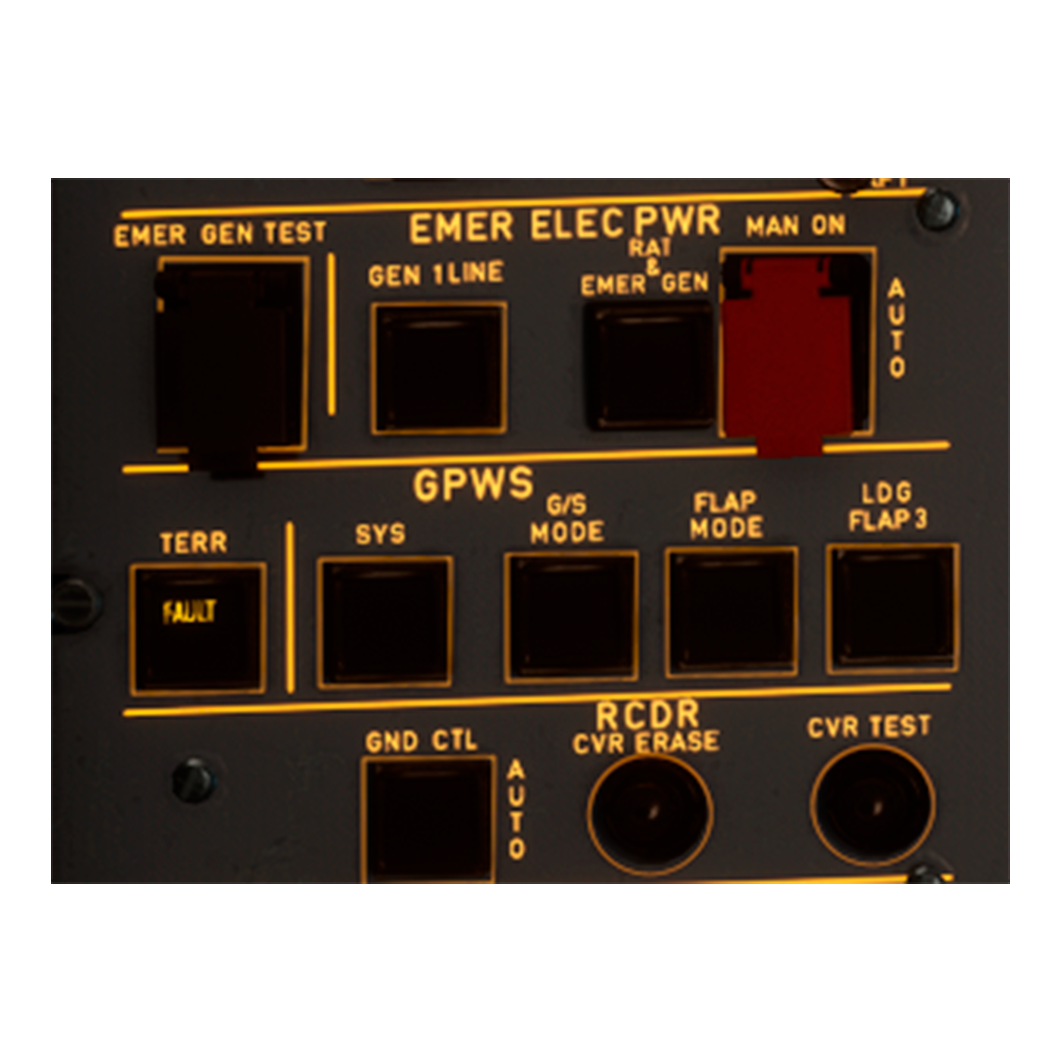 EMER ELEC PWR
EMER GEN TEST
GEN 1 LINE
RAT
&
EMER GEN
MAN ON
AUTO
GPWS
TERR
FAULT
SYS
G/S
MODE
FLAP
MODE
LDG
FLAP 3
RCDR
GND CTL
AUTO
CVR ERASE
CVR TEST